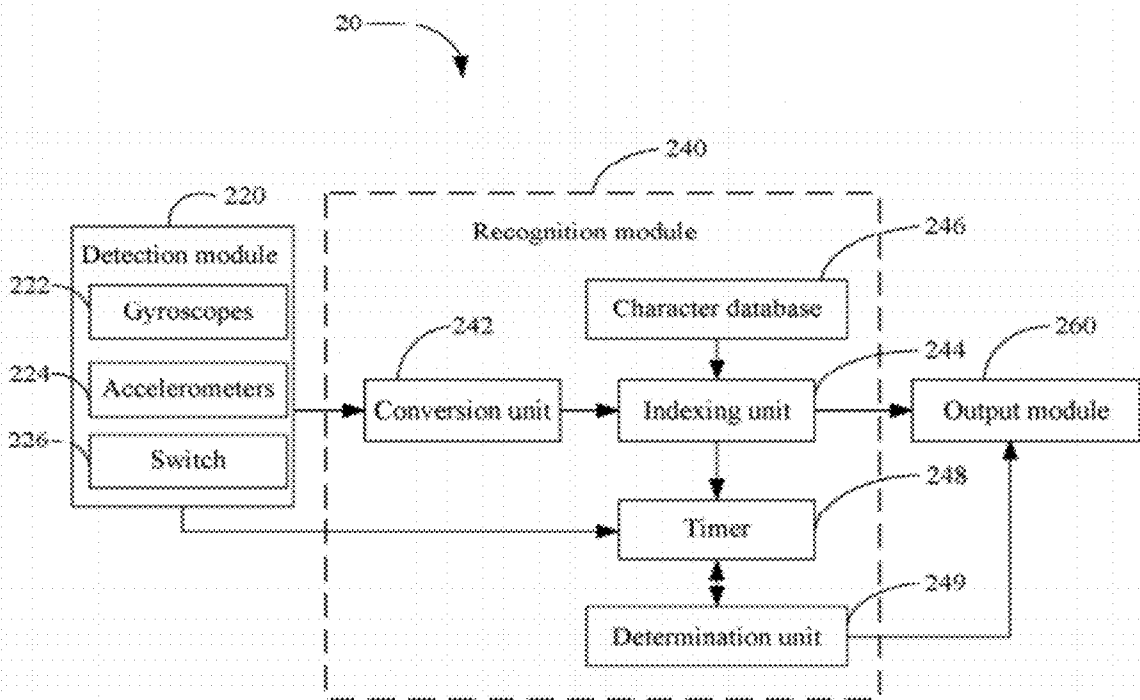 20
240
220
Recognition module
246
Detection module
222
Gyroscopes
Character database
242
260
244
224
Accelerometers
Conversion unit
Indexing unit
Output module
226
Switch
248
Timer
249
Determination unit